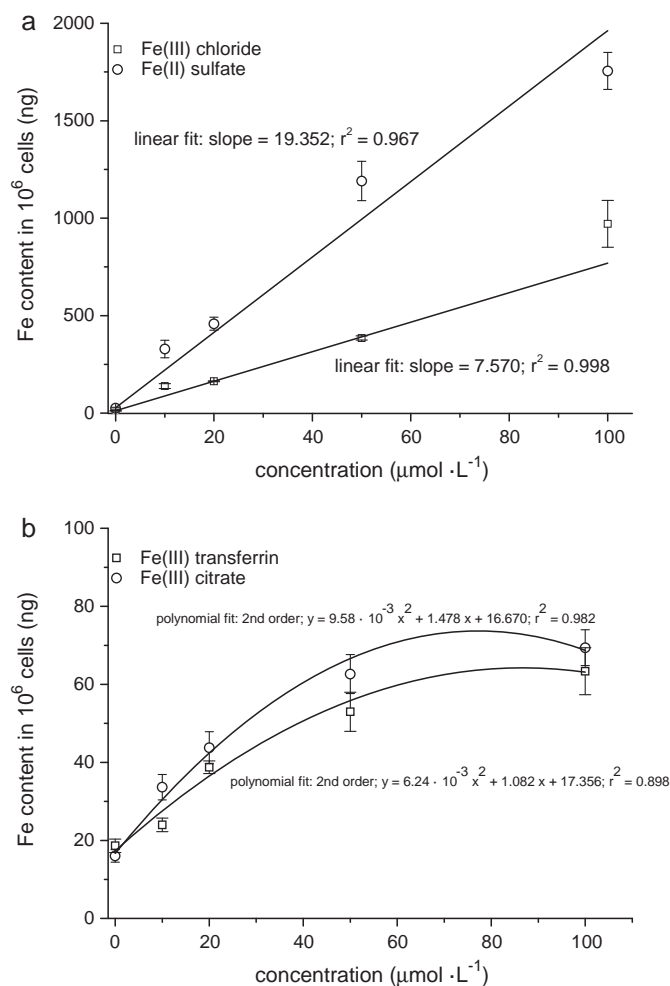 a
2000
1500
1000
500
0
Fe content in 10⁶ cells (ng)
Fe(III) chloride
Fe(II) sulfate
linear fit: slope = 19.352; r² = 0.967
linear fit: slope = 7.570; r² = 0.998
0 20 40 60 80 100
concentration (μmol ·L⁻¹)
b
100
80
60
40
20
0
Fe content in 10⁶ cells (ng)
Fe(III) transferrin
Fe(III) citrate
polynomial fit: 2nd order; y = 9.58 · 10⁻³ x² + 1.478 x + 16.670; r² = 0.982
polynomial fit: 2nd order; y = 6.24 · 10⁻³ x² + 1.082 x + 17.356; r² = 0.898
0 20 40 60 80 100
concentration (μmol ·L⁻¹)